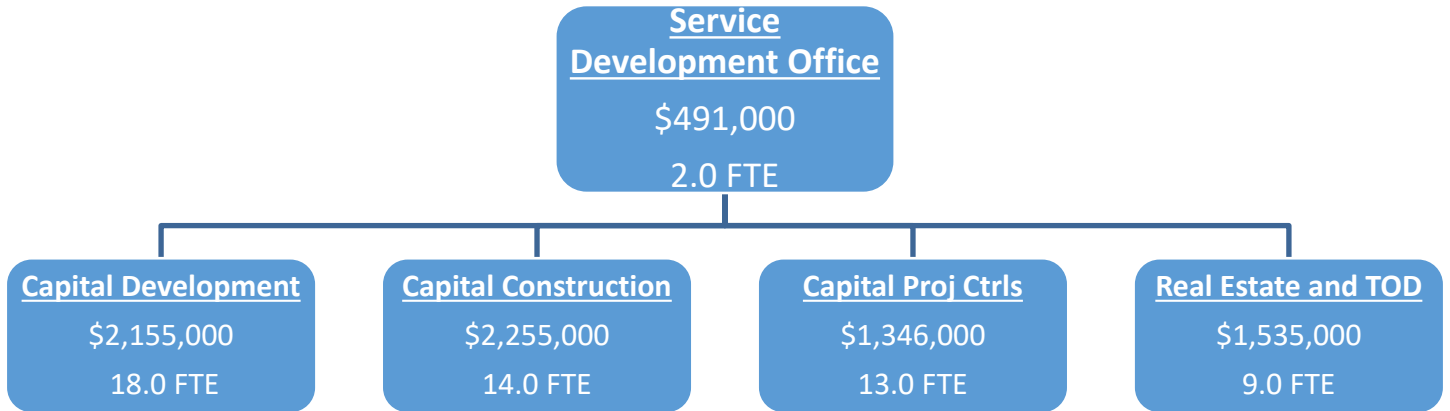 Service
Development Office
$491,000
2.0 FTE
Capital Development
$2,155,000
18.0 FTE
Capital Construction
$2,255,000
14.0 FTE
Capital Proj Ctrls
$1,346,000
13.0 FTE
Real Estate and TOD
$1,535,000
9.0 FTE